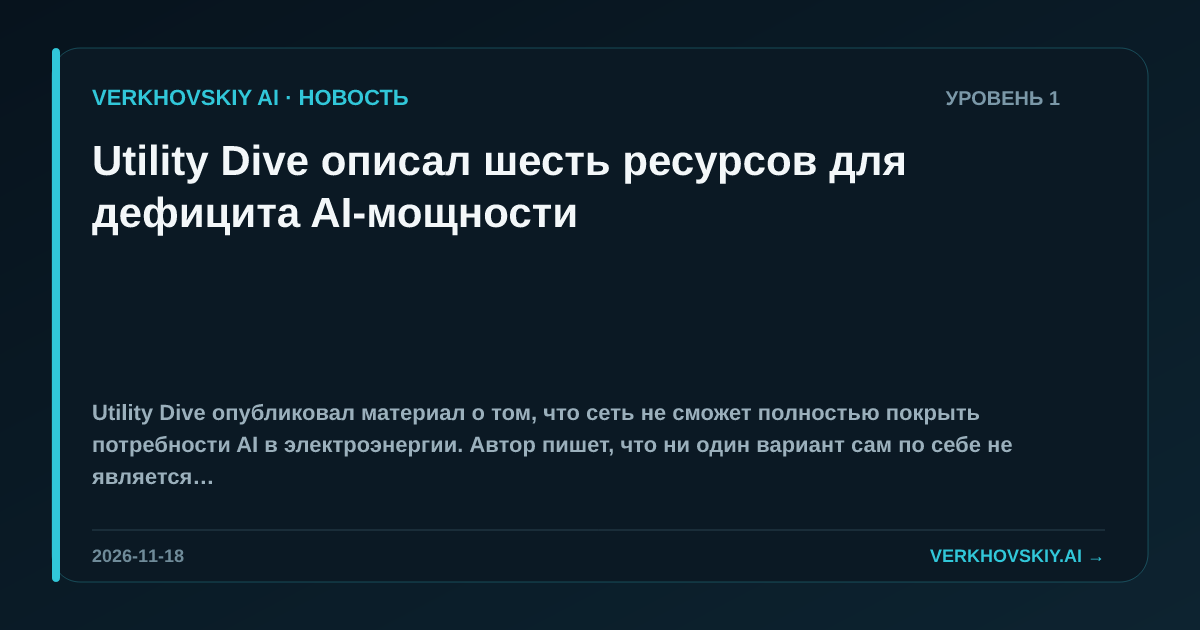 VERKHOVSKIY AI · НОВОСТЬ
УРОВЕНЬ 1
Utility Dive описал шесть ресурсов для
дефицита AI-мощности
Utility Dive опубликовал материал о том, что сеть не сможет полностью покрыть
потребности AI в электроэнергии. Автор пишет, что ни один вариант сам по себе не
является…
2026-11-18
VERKHOVSKIY.AI →